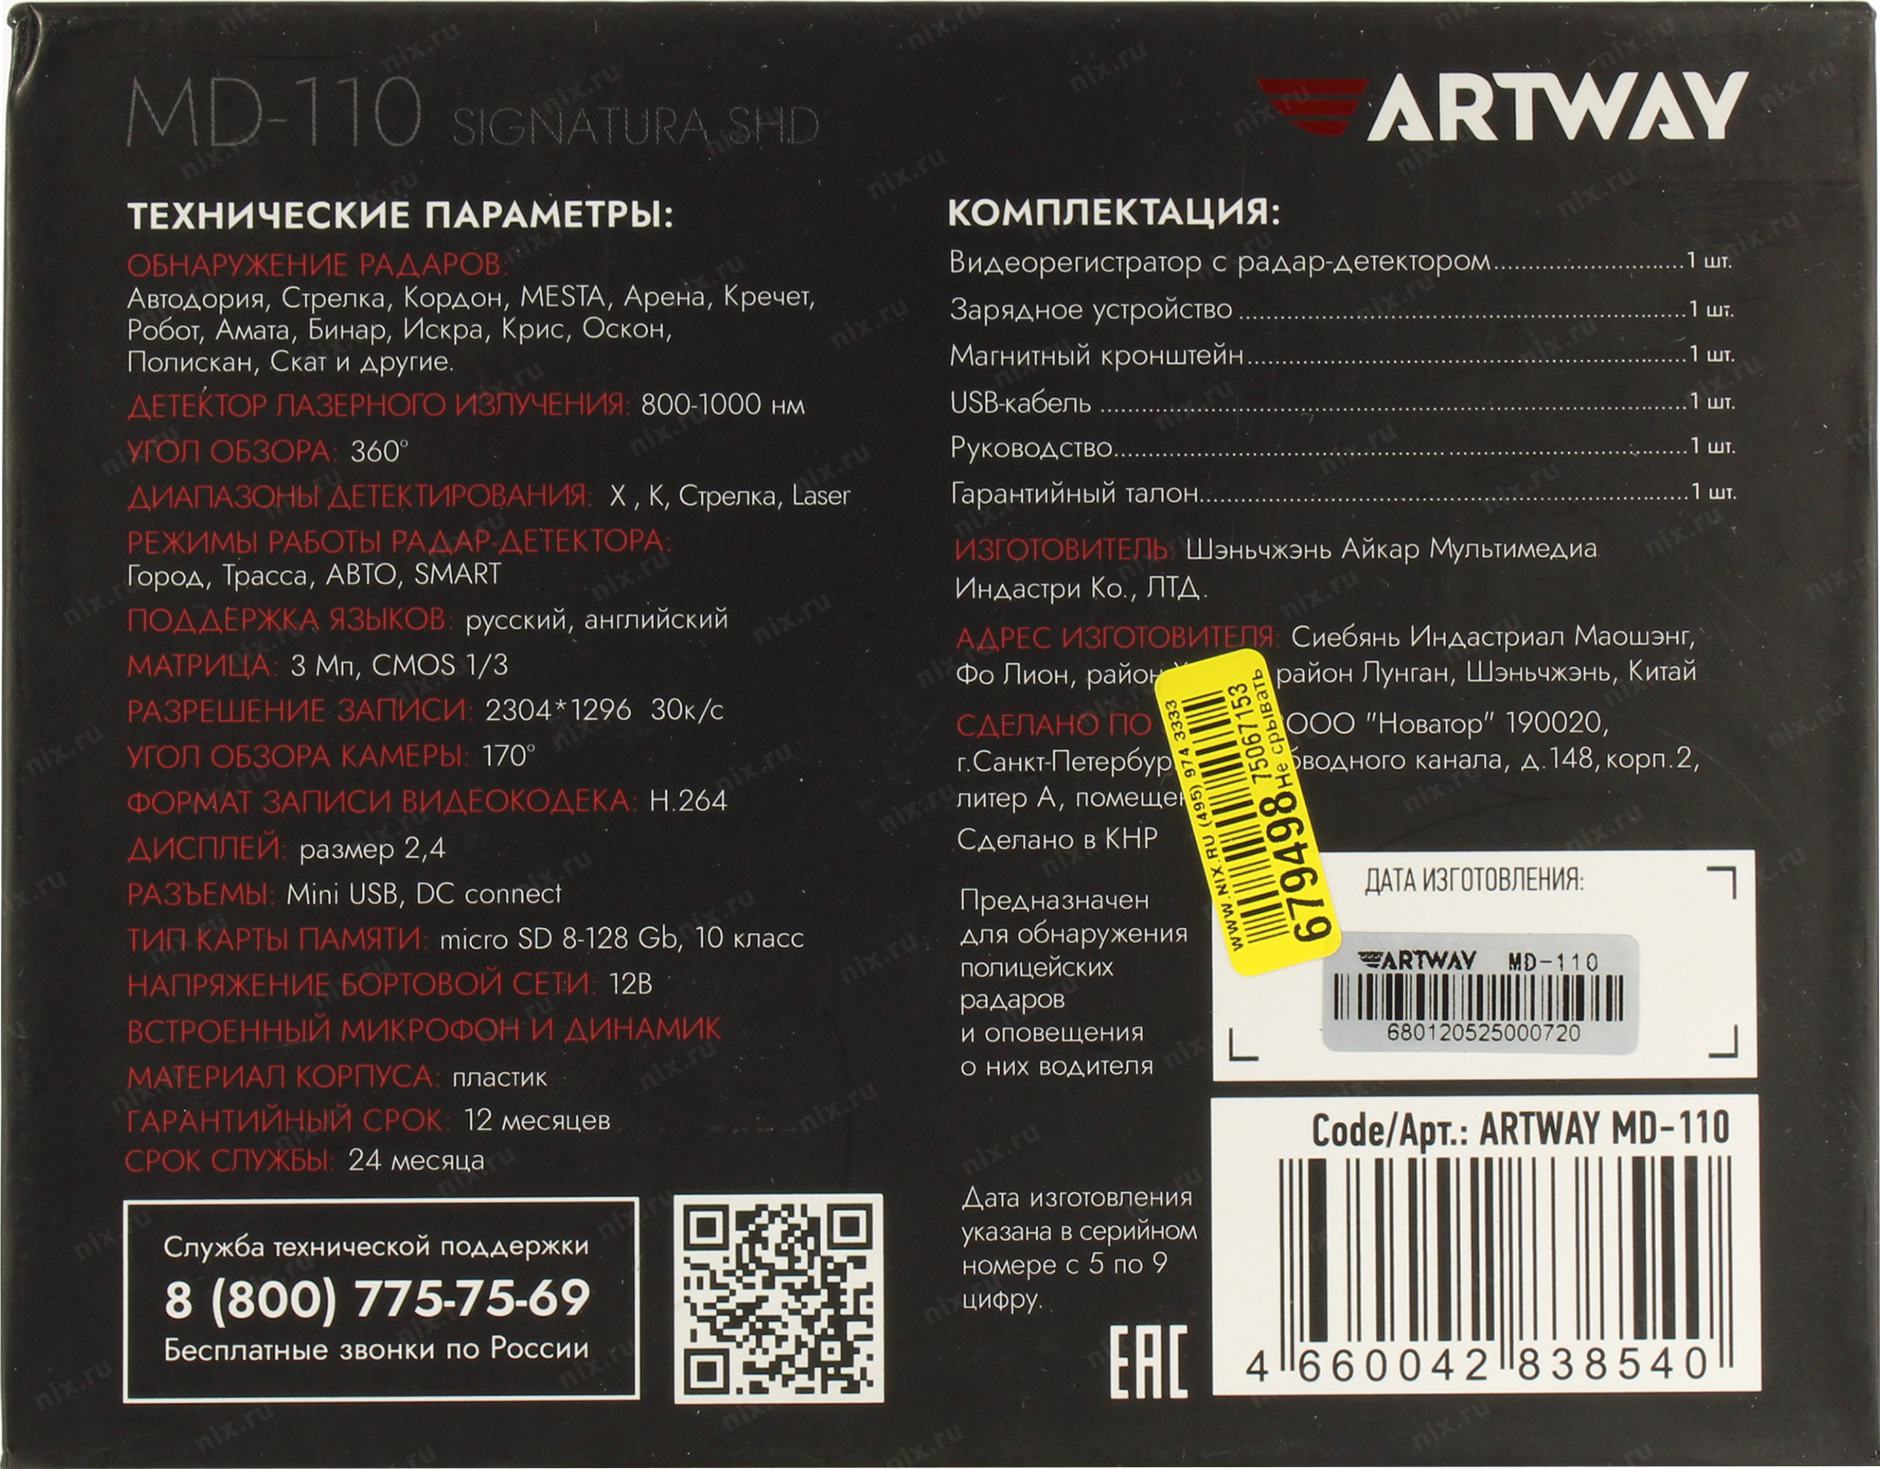 MD-110 SIGNATURA SHD
ARTWAY
ТЕХНИЧЕСКИЕ ПАРАМЕТРЫ:
ОБНАРУЖЕНИЕ РАДАРОВ:
Автодория, Стрелка, Кордон, MESTA, Арена, Кречет,
Робот, Амата, Бинар, Искра, Крис, Оскон,
Полискан, Скат и другие.
ДЕТЕКТОР ЛАЗЕРНОГО ИЗЛУЧЕНИЯ: 800-1000 нм
УГОЛ ОБЗОРА: 360°
ДИАПАЗОНЫ ДЕТЕКТИРОВАНИЯ: X , K, Стрелка, Laser
РЕЖИМЫ РАБОТЫ РАДАР-ДЕТЕКТОРА:
Город, Трасса, АВТО, SMART
ПОДДЕРЖКА ЯЗЫКОВ: русский, английский
МАТРИЦА: 3 Мп, CMOS 1/3
РАЗРЕШЕНИЕ ЗАПИСИ: 2304*1296 30к/с
УГОЛ ОБЗОРА КАМЕРЫ: 170°
ФОРМАТ ЗАПИСИ ВИДЕОКОДЕКА: H.264
ДИСПЛЕЙ: размер 2,4
РАЗЪЕМЫ: Mini USB, DC connect
ТИП КАРТЫ ПАМЯТИ: micro SD 8-128 Gb, 10 класс
НАПРЯЖЕНИЕ БОРТОВОЙ СЕТИ: 12В
ВСТРОЕННЫЙ МИКРОФОН И ДИНАМИК
МАТЕРИАЛ КОРПУСА: пластик
ГАРАНТИЙНЫЙ СРОК: 12 месяцев
СРОК СЛУЖБЫ: 24 месяца
Служба технической поддержки
8 (800) 775-75-69
Бесплатные звонки по России
КОМПЛЕКТАЦИЯ:
Видеорегистратор с радар-детектором..........................1 шт.
Зарядное устройство ..........................1 шт.
Магнитный кронштейн..........................1 шт.
USB-кабель ..........................1 шт.
Руководство..........................1 шт.
Гарантийный талон..........................1 шт.
ИЗГОТОВИТЕЛЬ: Шэньчжэнь Айкар Мультимедиа
Индастри Ко., ЛТД.
АДРЕС ИЗГОТОВИТЕЛЯ: Сиебянь Индастриал Маошэнг,
Фо Лион, район район Лунган, Шэньчжэнь, Китай
СДЕЛАНО ПО ООО "Новатор" 190020,
г.Санкт-Петербур водного канала, д.148, корп.2,
литер А,
Сделано в КНР
WWW.NIX.RU (495) 974 3333
75067153
679498 Не срывать
Предназначен
для обнаружения
полицейских
радаров
и оповещения
о них водителя
ДАТА ИЗГОТОВЛЕНИЯ:
ARTWAY MD-110
680120525000720
Дата изготовления
указана в серийном
номере с 5 по 9
цифру.
EAC
Code/Арт.: ARTWAY MD-110
4 660042 838540